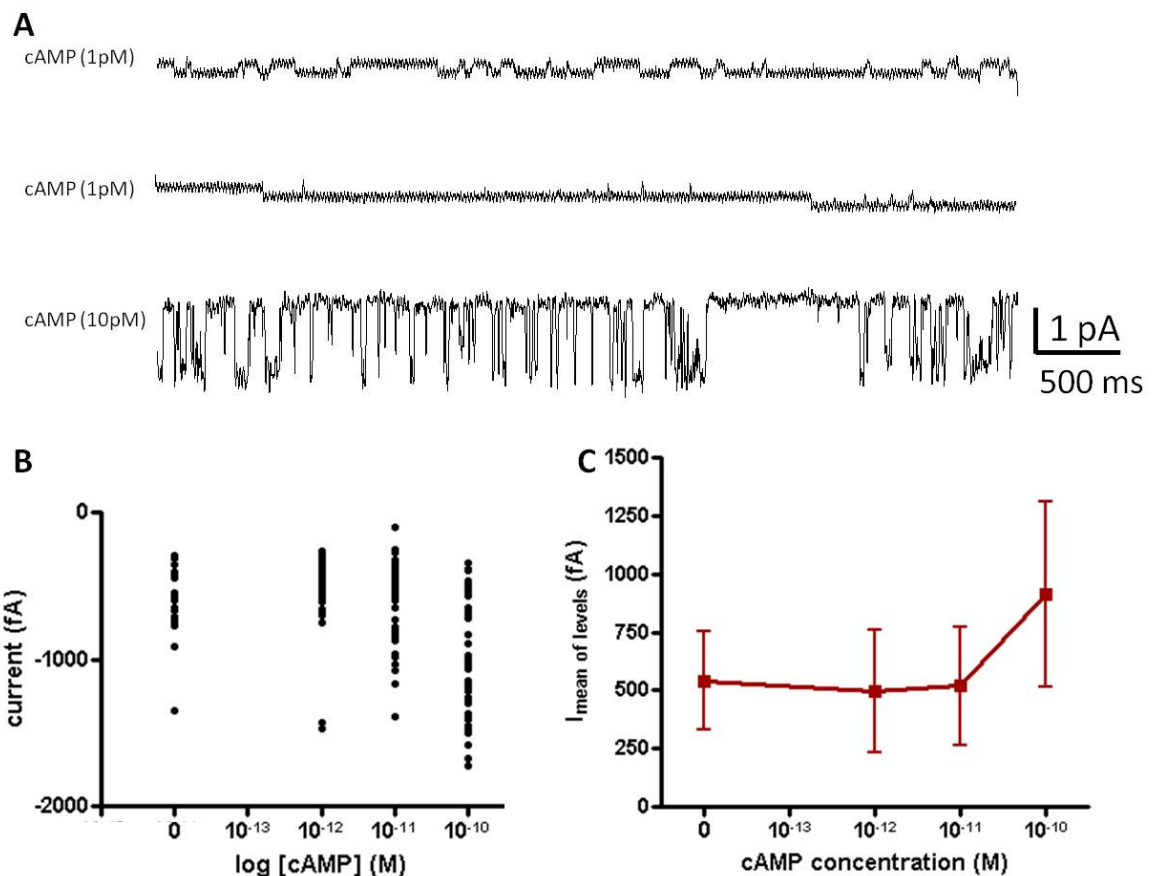 A
cAMP (1pM)
cAMP (1pM)
cAMP (10pM)
1 pA
500 ms
B
0
-1000
-2000
current (fA)
0 10⁻¹³ 10⁻¹² 10⁻¹¹ 10⁻¹⁰
log [cAMP] (M)
C
1500
1250
1000
750
500
250
0
I mean of levels (fA)
0 10⁻¹³ 10⁻¹² 10⁻¹¹ 10⁻¹⁰
cAMP concentration (M)